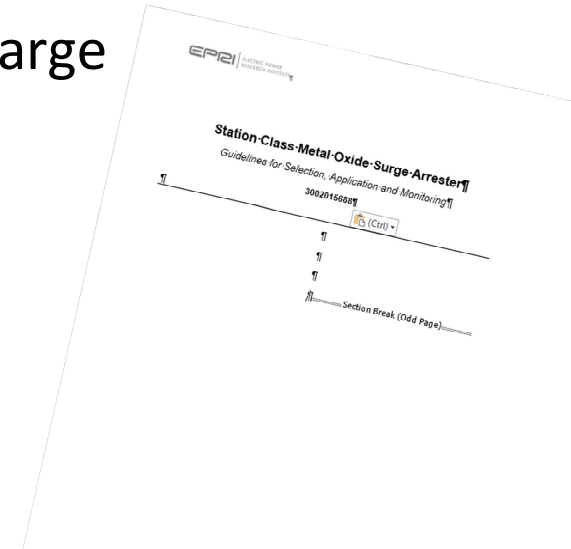 arge
EPRI | ELECTRIC POWER
RESEARCH INSTITUTE¶
Station·Class·Metal·Oxide·Surge·Arrester¶
Guidelines·for·Selection,·Application·and·Monitoring¶
¶
¶
(Ctrl)
¶
¶
¶
¶
Section Break (Odd Page)